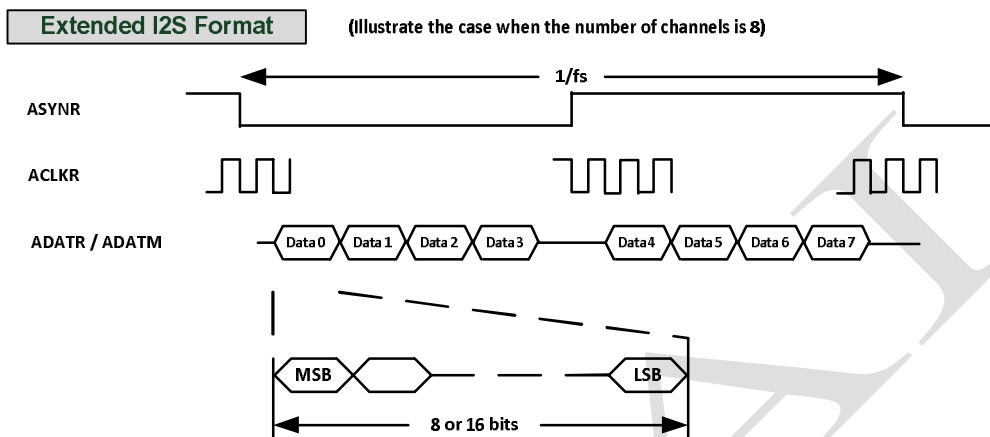 Extended I2S Format
(Illustrate the case when the number of channels is 8)
1/fs
ASYNR
ACLKR
ADATR / ADATM
Data 0 Data 1 Data 2 Data 3 Data 4 Data 5 Data 6 Data 7
MSB LSB
8 or 16 bits